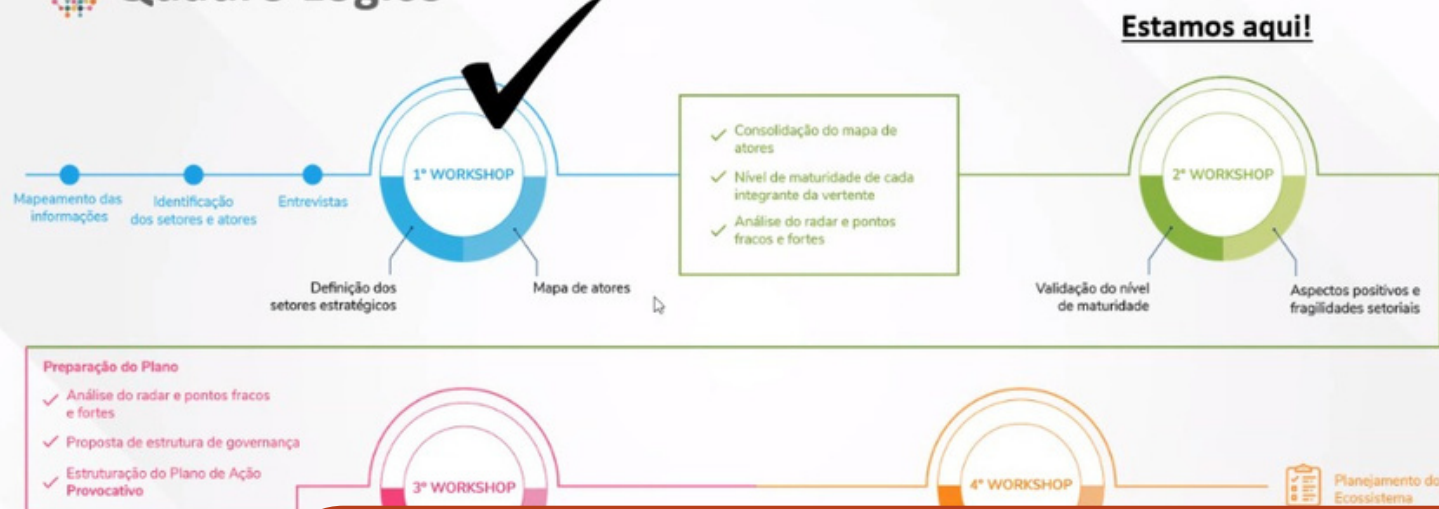 Quadro Lógico
Estamos aqui!
1º WORKSHOP
Consolidação do mapa de
atores
Nível de maturidade de cada
integrante da vertente
Análise do radar e pontos
fracos e fortes
2º WORKSHOP
Mapeamento das
informações
Identificação
dos setores e atores
Entrevistas
Definição dos
setores estratégicos
Mapa de atores
Validação do nível
de maturidade
Aspectos positivos e
fragilidades setoriais
Preparação do Plano
Análise do radar e pontos fracos
e fortes
Proposta de estrutura de governança
Estruturação do Plano de Ação
Provocativo
3º WORKSHOP
4º WORKSHOP
Planejamento do
Ecossistema